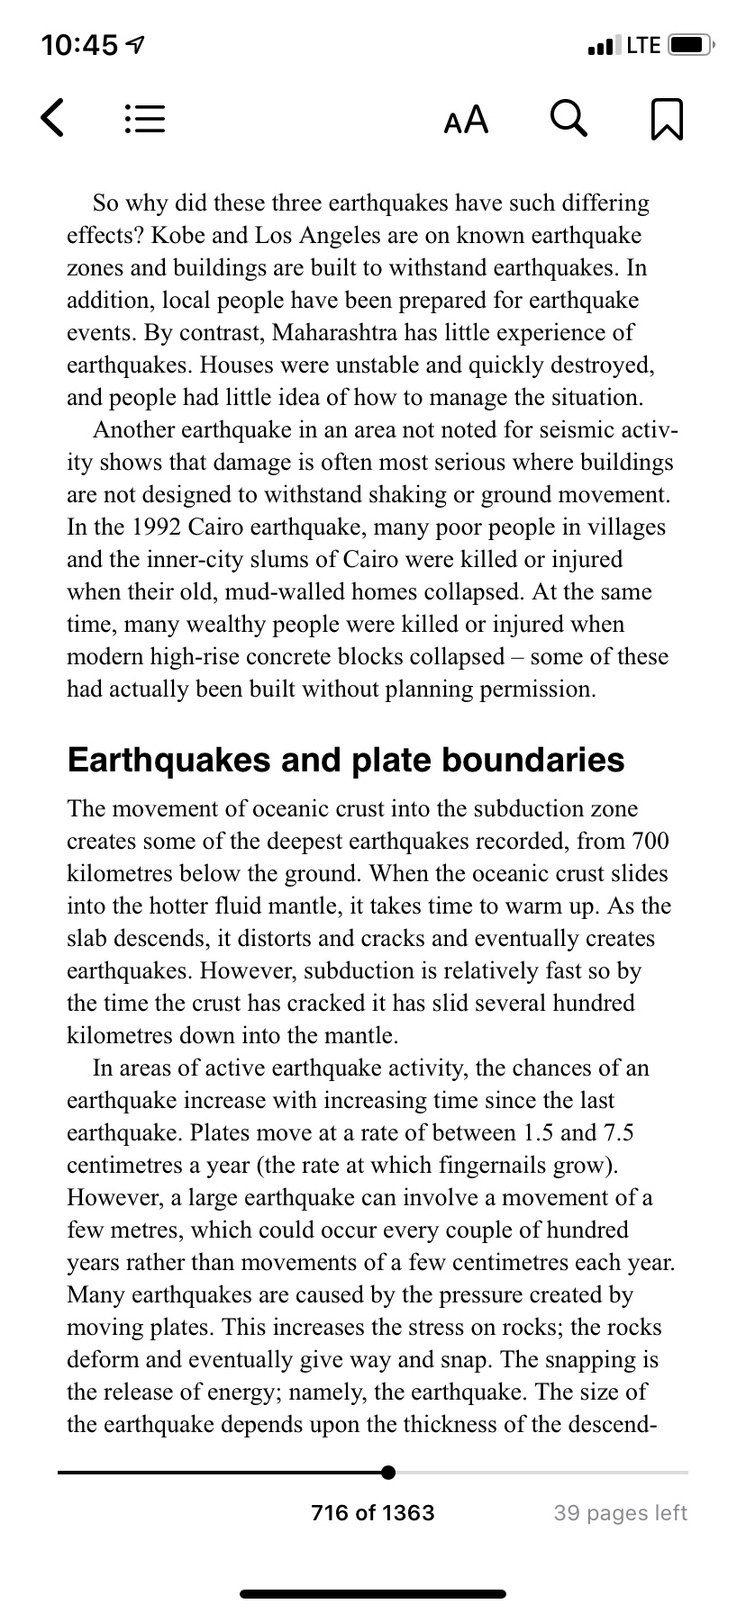 10:45
LTE
AA
So why did these three earthquakes have such differing
effects? Kobe and Los Angeles are on known earthquake
zones and buildings are built to withstand earthquakes. In
addition, local people have been prepared for earthquake
events. By contrast, Maharashtra has little experience of
earthquakes. Houses were unstable and quickly destroyed,
and people had little idea of how to manage the situation.
Another earthquake in an area not noted for seismic activ-
ity shows that damage is often most serious where buildings
are not designed to withstand shaking or ground movement.
In the 1992 Cairo earthquake, many poor people in villages
and the inner-city slums of Cairo were killed or injured
when their old, mud-walled homes collapsed. At the same
time, many wealthy people were killed or injured when
modern high-rise concrete blocks collapsed – some of these
had actually been built without planning permission.
Earthquakes and plate boundaries
The movement of oceanic crust into the subduction zone
creates some of the deepest earthquakes recorded, from 700
kilometres below the ground. When the oceanic crust slides
into the hotter fluid mantle, it takes time to warm up. As the
slab descends, it distorts and cracks and eventually creates
earthquakes. However, subduction is relatively fast so by
the time the crust has cracked it has slid several hundred
kilometres down into the mantle.
In areas of active earthquake activity, the chances of an
earthquake increase with increasing time since the last
earthquake. Plates move at a rate of between 1.5 and 7.5
centimetres a year (the rate at which fingernails grow).
However, a large earthquake can involve a movement of a
few metres, which could occur every couple of hundred
years rather than movements of a few centimetres each year.
Many earthquakes are caused by the pressure created by
moving plates. This increases the stress on rocks; the rocks
deform and eventually give way and snap. The snapping is
the release of energy; namely, the earthquake. The size of
the earthquake depends upon the thickness of the descend-
716 of 1363
39 pages left